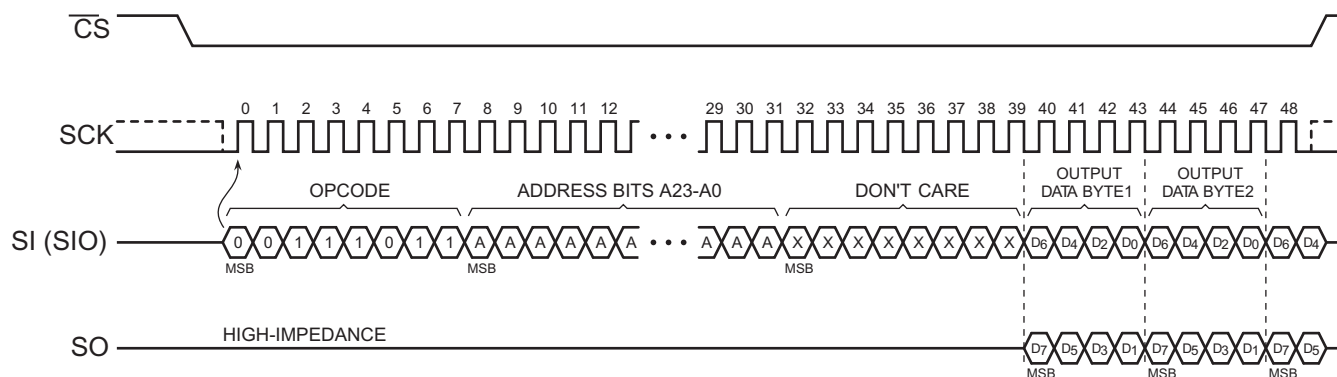 CS
0 1 2 3 4 5 6 7 8 9 10 11 12 29 30 31 32 33 34 35 36 37 38 39 40 41 42 43 44 45 46 47 48
SCK
OPCODE ADDRESS BITS A23-A0 DON'T CARE OUTPUT DATA BYTE1 OUTPUT DATA BYTE2
SI (SIO) 0 0 1 1 1 0 1 1 A A A A A A A A A X X X X X X X X D6 D4 D2 D0 D6 D4 D2 D0 D6 D4
MSB MSB MSB
HIGH-IMPEDANCE
SO D7 D5 D3 D1 D7 D5 D3 D1 D7 D5
MSB MSB MSB